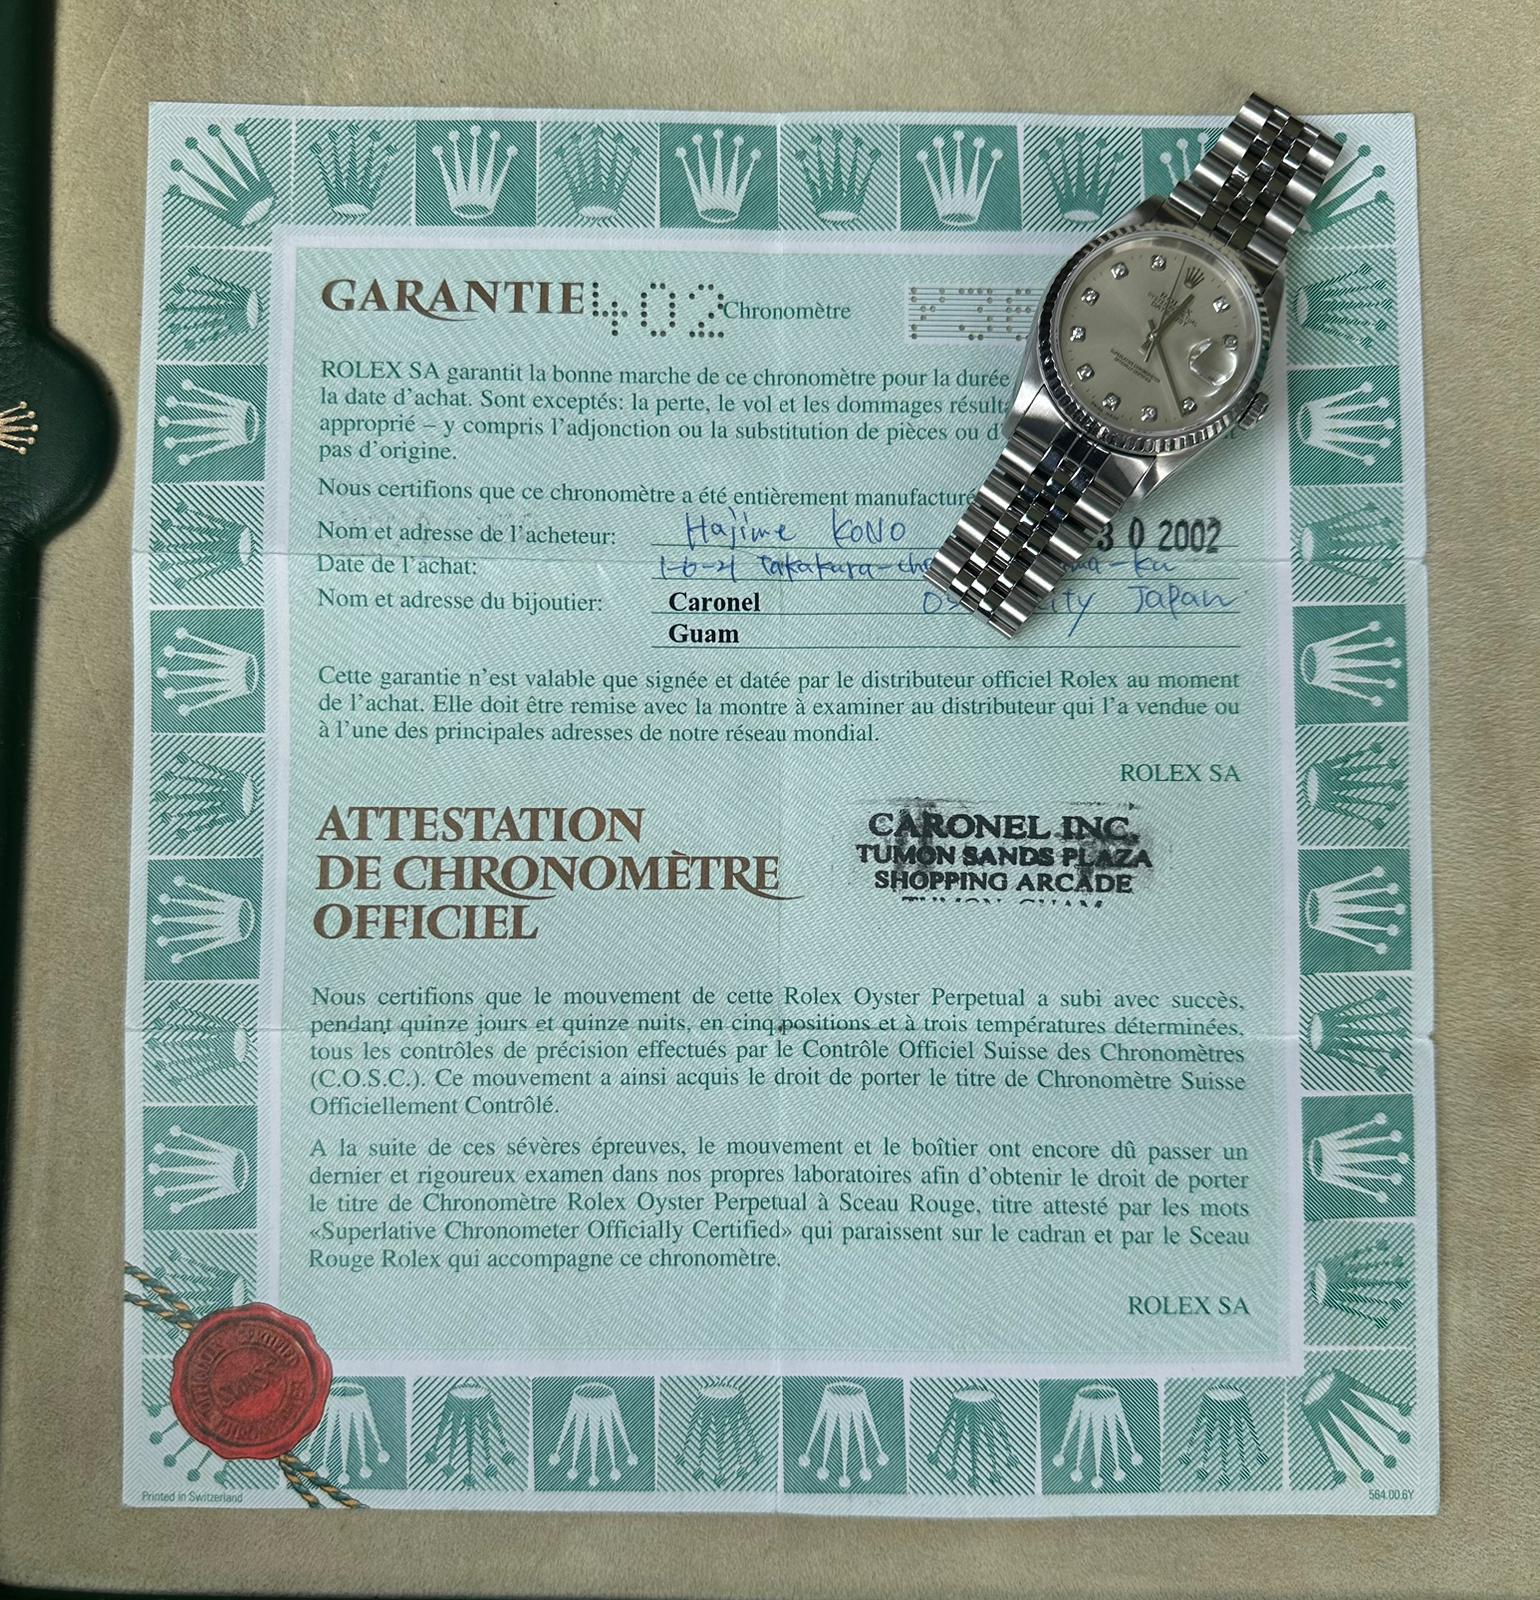 GARANTIE 402 Chronomètre
ROLEX SA garantit la bonne marche de ce chronomètre pour la durée
la date d'achat. Sont exceptés: la perte, le vol et les dommages
approprié – y compris l'adjonction ou la substitution de pièces ou
pas d'origine.
Nous certifions que ce chronomètre a été entièrement manufacturé
Nom et adresse de l'acheteur: Hajime KONO 30 2002
Date de l'achat: 1-6-21 Takakura-
Nom et adresse du bijoutier: Caronel Japan
Guam
Cette garantie n'est valable que signée et datée par le distributeur officiel Rolex au moment
de l'achat. Elle doit être remise avec la montre à examiner au distributeur qui l'a vendue ou
à l'une des principales adresses de notre réseau mondial.
ROLEX SA
ATTESTATION
DE CHRONOMÈTRE
OFFICIEL
CARONEL INC.
TUMON SANDS PLAZA
SHOPPING ARCADE
TUMON, GUAM
Nous certifions que le mouvement de cette Rolex Oyster Perpetual a subi avec succès,
pendant quinze jours et quinze nuits, en cinq positions et à trois températures déterminées,
tous les contrôles de précision effectués par le Contrôle Officiel Suisse des Chronomètres
(C.O.S.C.). Ce mouvement a ainsi acquis le droit de porter le titre de Chronomètre Suisse
Officiellement Contrôlé.
A la suite de ces sévères épreuves, le mouvement et le boîtier ont encore dû passer un
dernier et rigoureux examen dans nos propres laboratoires afin d'obtenir le droit de porter
le titre de Chronomètre Rolex Oyster Perpetual à Sceau Rouge, titre attesté par les mots
«Superlative Chronometer Officially Certified» qui paraissent sur le cadran et par le Sceau
Rouge Rolex qui accompagne ce chronomètre.
ROLEX SA
Printed in Switzerland
564.00.6Y